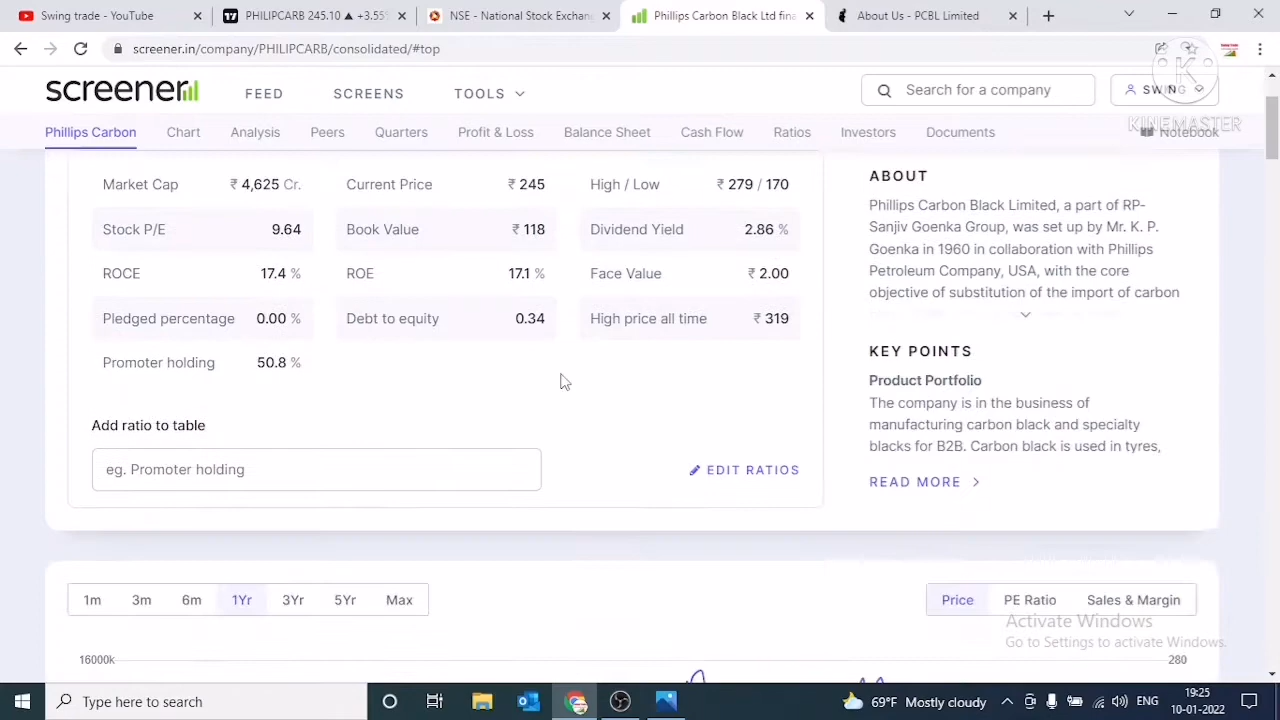 Swing trade - YouTube
PHILIPCARB 245.10 ▲ +3.55%
NSE - National Stock Exchan
Phillips Carbon Black Ltd fina
About Us - PCBL Limited
screener.in/company/PHILIPCARB/consolidated/#top
screener
FEED
SCREENS
TOOLS
Search for a company
SWING
K
KINEMASTER
Phillips Carbon
Chart
Analysis
Peers
Quarters
Profit & Loss
Balance Sheet
Cash Flow
Ratios
Investors
Documents
Notebook
Market Cap ₹ 4,625 Cr.
Current Price ₹ 245
High / Low ₹ 279 / 170
Stock P/E 9.64
Book Value ₹ 118
Dividend Yield 2.86 %
ROCE 17.4 %
ROE 17.1 %
Face Value ₹ 2.00
Pledged percentage 0.00 %
Debt to equity 0.34
High price all time ₹ 319
Promoter holding 50.8 %
Add ratio to table
eg. Promoter holding
EDIT RATIOS
ABOUT
Phillips Carbon Black Limited, a part of RP-
Sanjiv Goenka Group, was set up by Mr. K. P.
Goenka in 1960 in collaboration with Phillips
Petroleum Company, USA, with the core
objective of substitution of the import of carbon
KEY POINTS
Product Portfolio
The company is in the business of
manufacturing carbon black and specialty
blacks for B2B. Carbon black is used in tyres,
READ MORE
1m
3m
6m
1Yr
3Yr
5Yr
Max
Price
PE Ratio
Sales & Margin
Activate Windows
Go to Settings to activate Windows.
16000k
280
Type here to search
69°F Mostly cloudy
ENG
19:25
10-01-2022